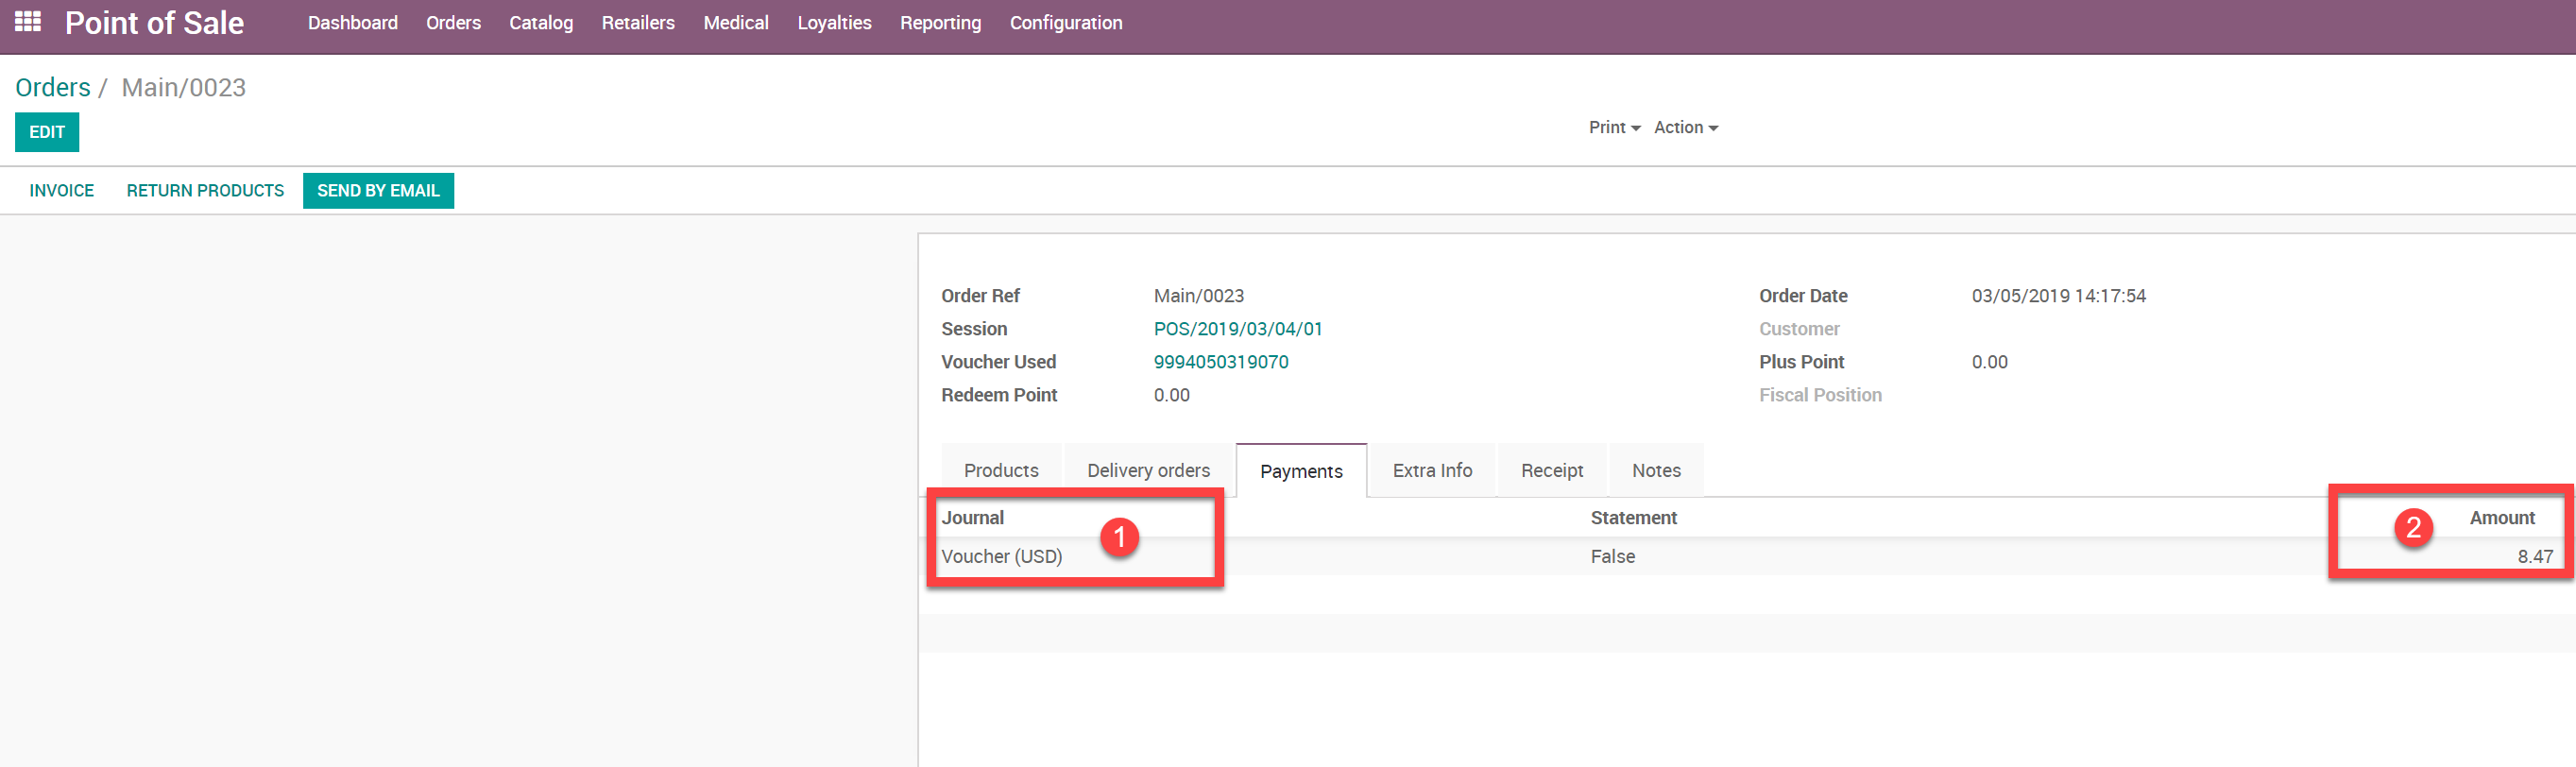 Point of Sale Dashboard Orders Catalog Retailers Medical Loyalties Reporting Configuration
Orders / Main/0023
EDIT Print Action
INVOICE RETURN PRODUCTS SEND BY EMAIL
Order Ref Main/0023 Order Date 03/05/2019 14:17:54
Session POS/2019/03/04/01 Customer
Voucher Used 9994050319070 Plus Point 0.00
Redeem Point 0.00 Fiscal Position
Products Delivery orders Payments Extra Info Receipt Notes
Journal 1 Statement 2 Amount
Voucher (USD) False 8.47